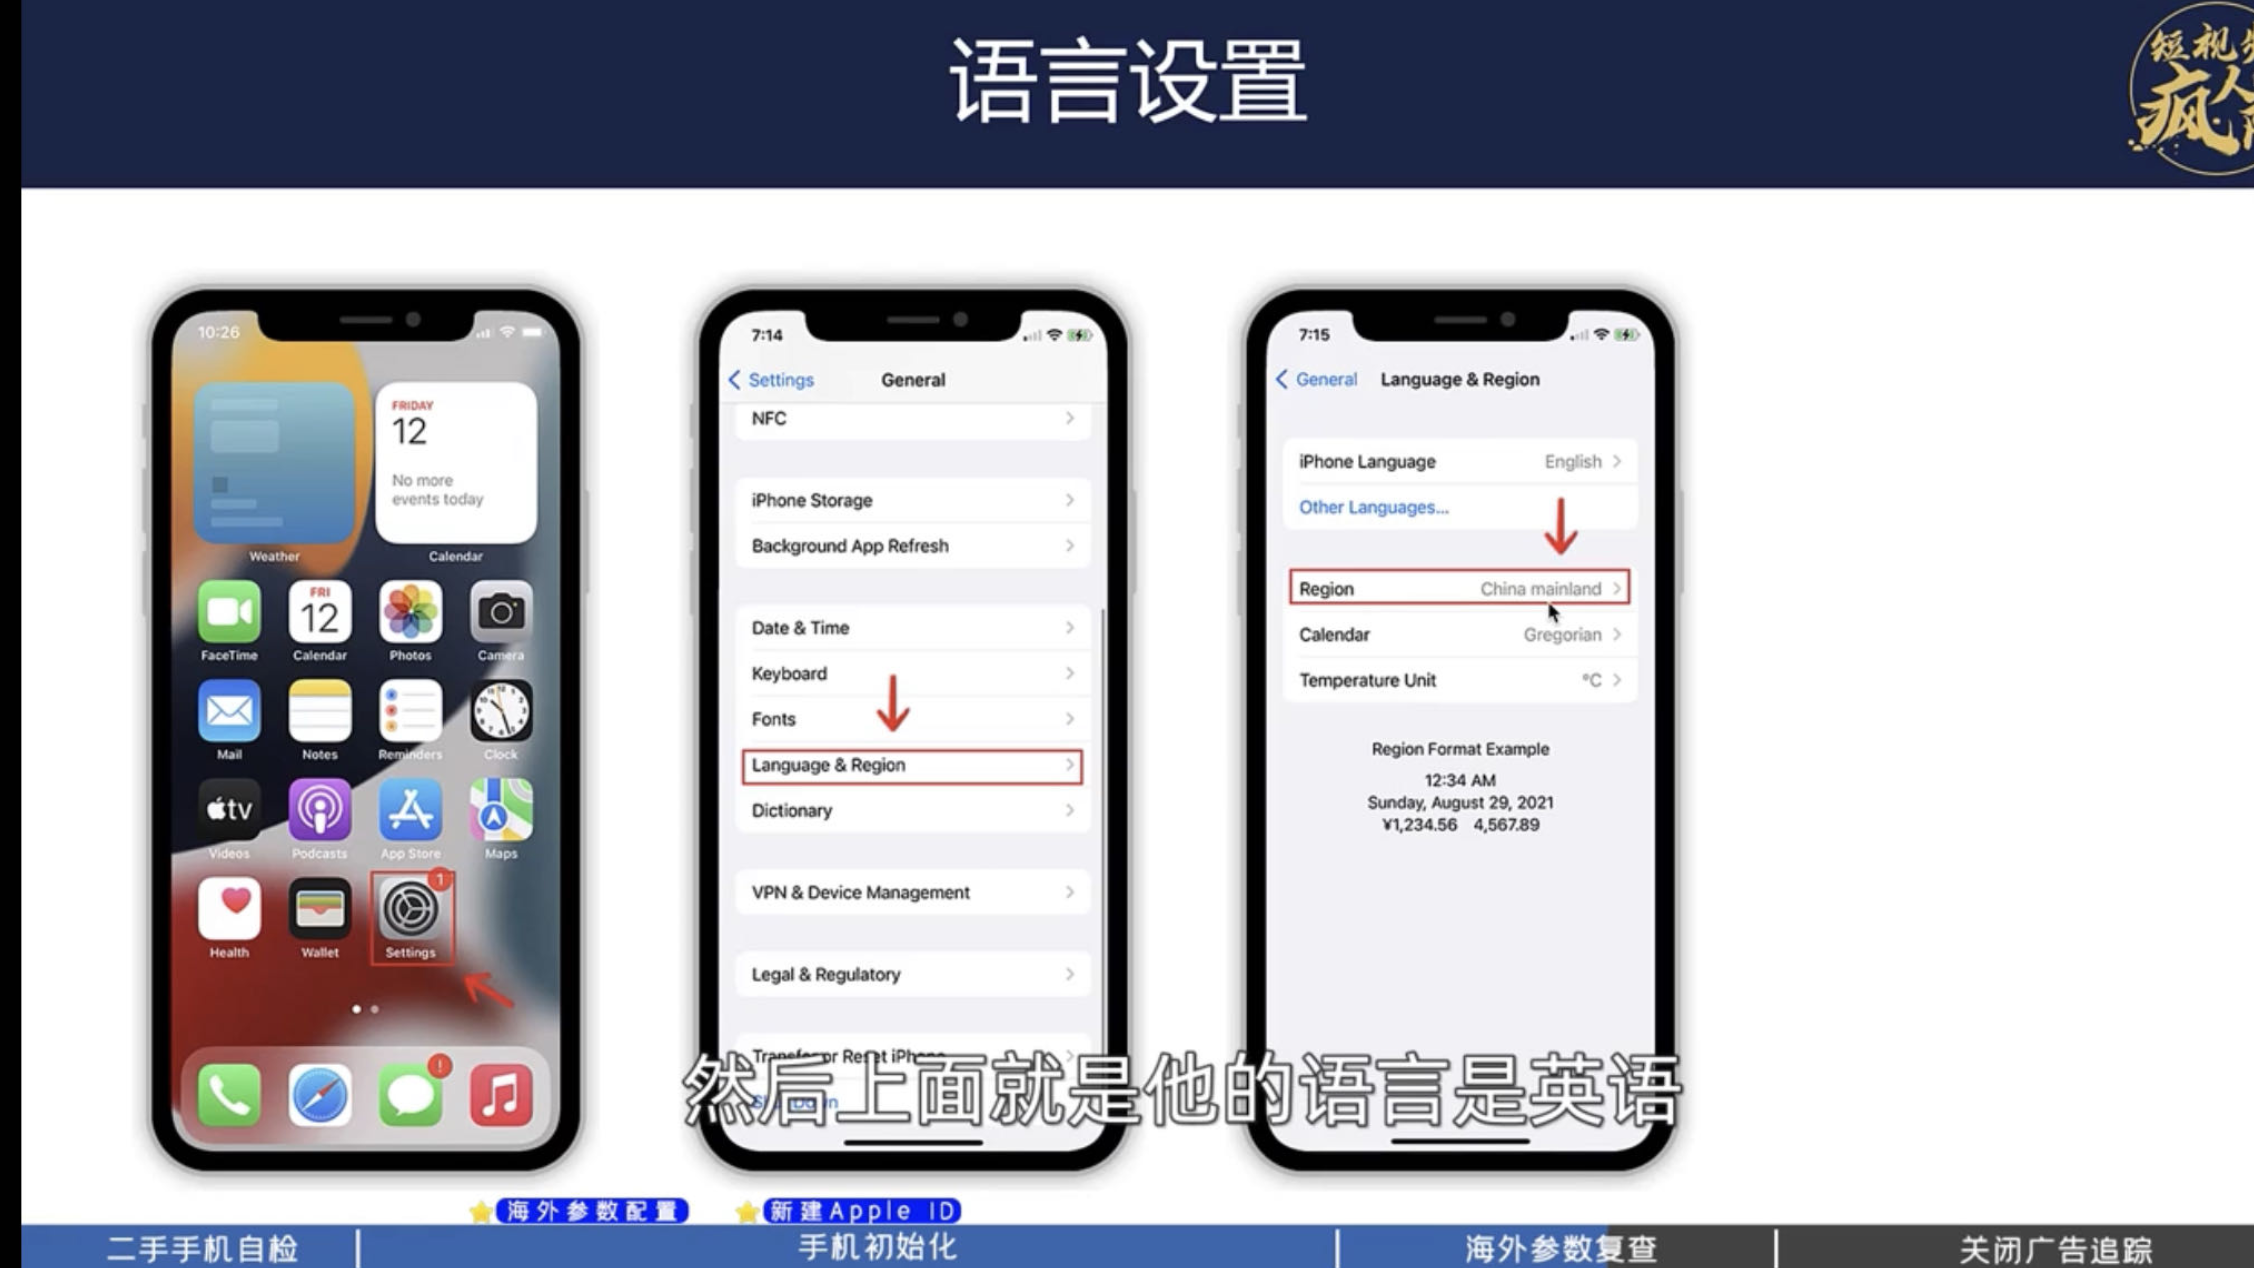 语言设置
短视
疯人
10:26
FRIDAY
12
No more
events today
Weather
Calendar
FRI
12
FaceTime
Calendar
Photos
Camera
Mail
Notes
Reminders
Clock
tv
Videos
Podcasts
App Store
Maps
1
Health
Wallet
Settings
!
7:14
Settings
General
NFC
iPhone Storage
Background App Refresh
Date & Time
Keyboard
Fonts
Language & Region
Dictionary
VPN & Device Management
Legal & Regulatory
Transfer or Reset iPhone
Shut Down
7:15
General
Language & Region
iPhone Language
English
Other Languages...
Region
China mainland
Calendar
Gregorian
Temperature Unit
°C
Region Format Example
12:34 AM
Sunday, August 29, 2021
¥1,234.56 4,567.89
然后上面就是他的语言是英语
海外参数配置
新建Apple ID
二手手机自检
手机初始化
海外参数复查
关闭广告追踪